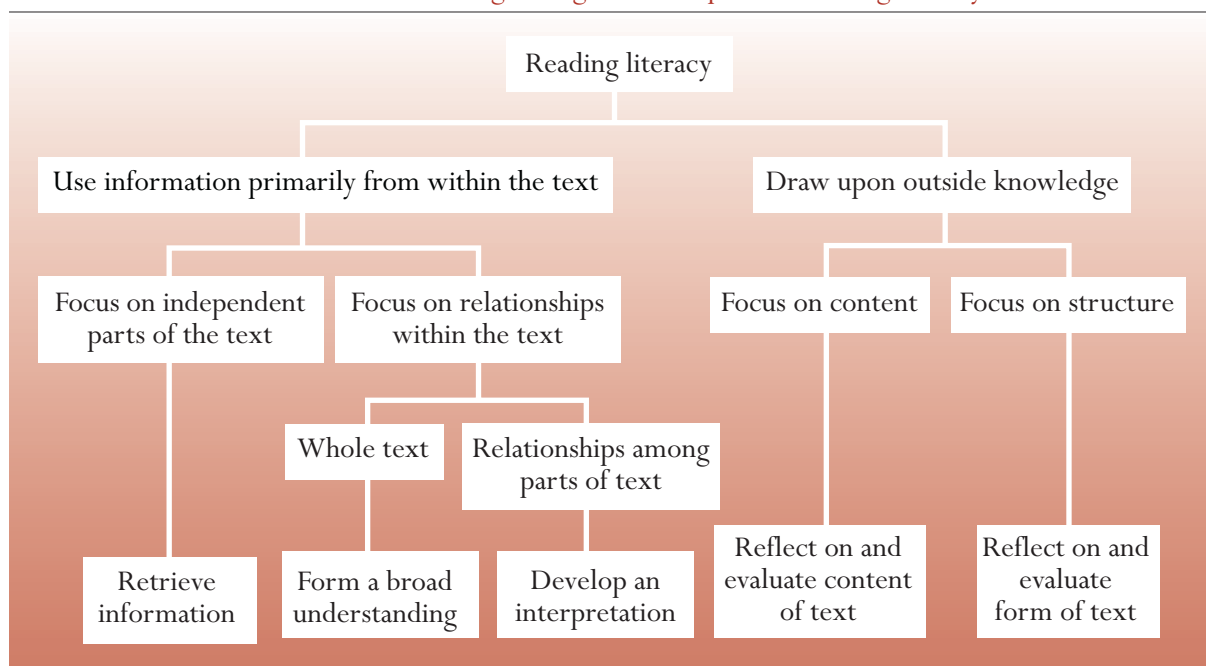 Reading literacy
Use information primarily from within the text
Draw upon outside knowledge
Focus on independent
parts of the text
Focus on relationships
within the text
Focus on content
Focus on structure
Whole text
Relationships among
parts of text
Retrieve
information
Form a broad
understanding
Develop an
interpretation
Reflect on and
evaluate content
of text
Reflect on and
evaluate
form of text